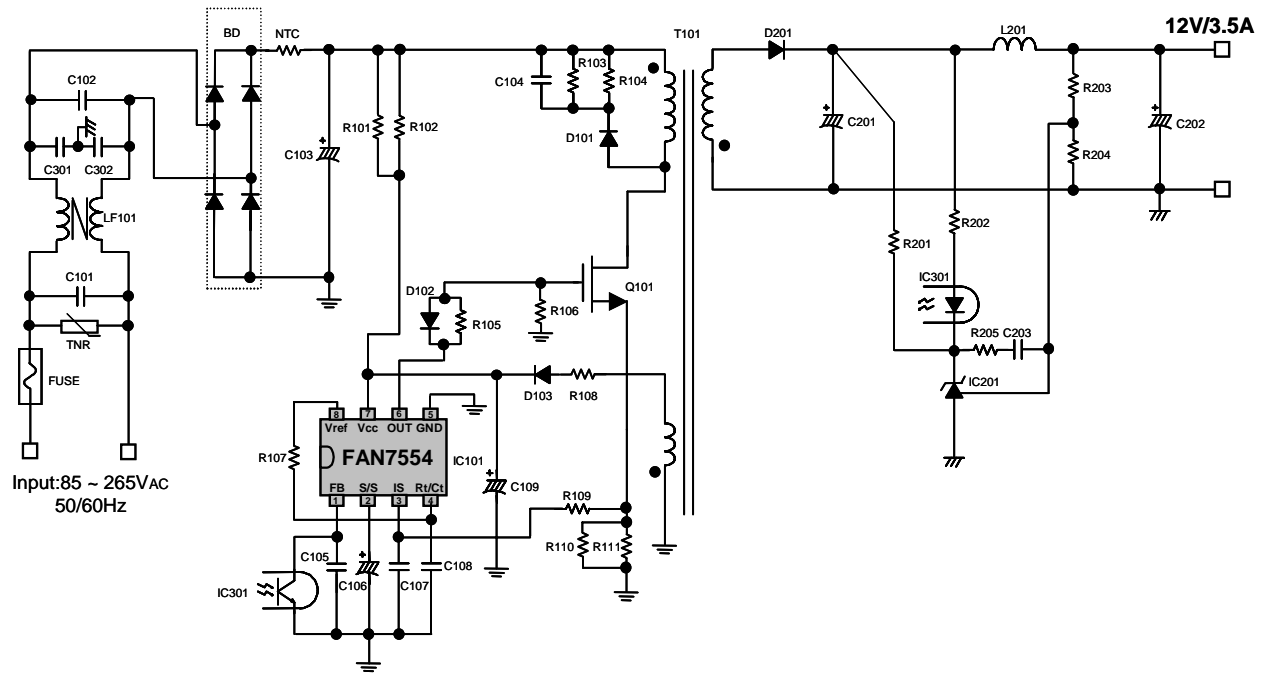 12V/3.5A
BD
NTC
T101
D201
L201
C102
C104
R103
R104
R203
R101
R102
D101
C201
C202
C301
C302
C103
R204
LF101
R201
R202
C101
IC301
D102
Q101
R105
R106
TNR
R205
C203
FUSE
IC201
D103
R108
8
7
6
5
Vref
Vcc
OUT
GND
R107
FAN7554
IC101
Input:85 ~ 265VAC
50/60Hz
FB
S/S
IS
Rt/Ct
C109
1
2
3
4
R109
R110
R111
C105
C106
C107
C108
IC301